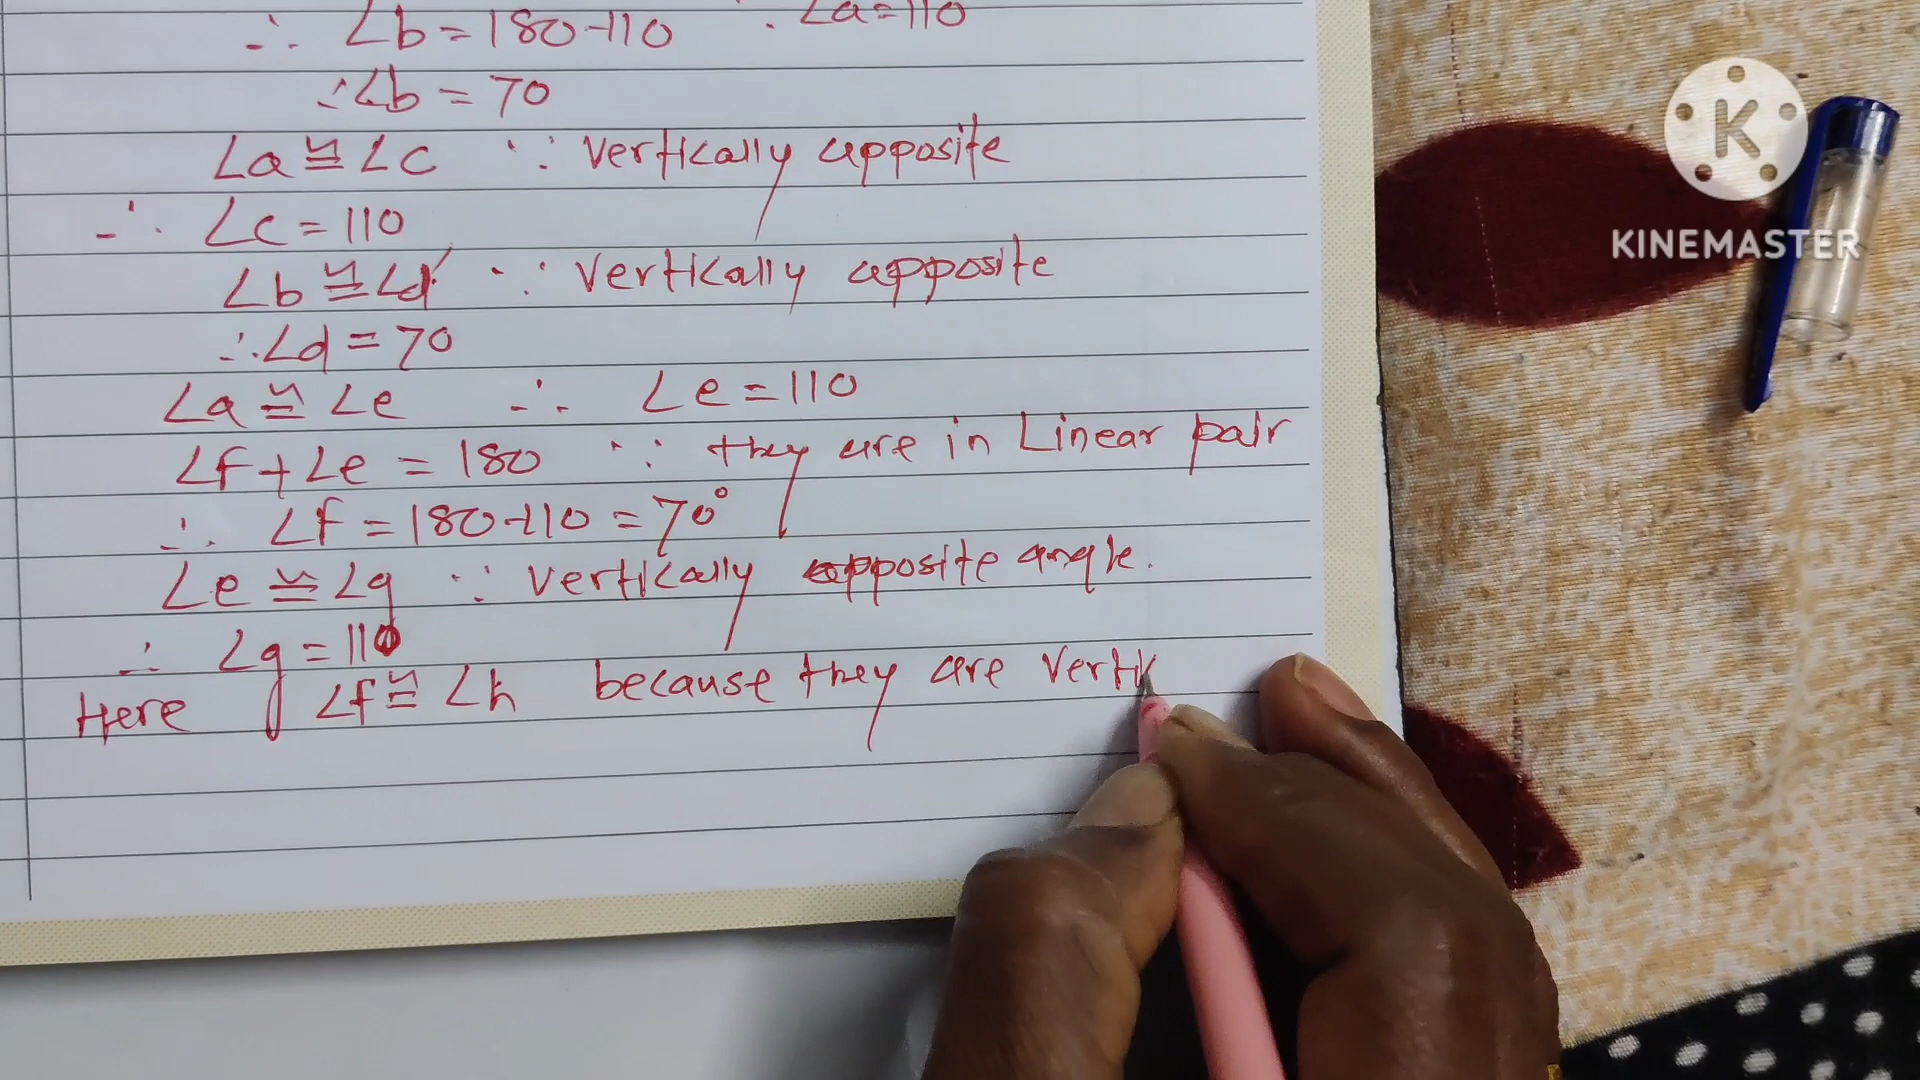 ∴ ∠b = 180-110 ∵ ∠a=110
∴∠b = 70
∠a ≅ ∠c ∵ vertically opposite
∴ ∠c = 110
∠b ≅ ∠d ∵ vertically opposite
∴∠d = 70
∠a ≅ ∠e ∴ ∠e = 110
∠f + ∠e = 180 ∵ they are in Linear pair
∴ ∠f = 180-110 = 70°
∠e ≅ ∠g ∵ vertically opposite angle.
∴ ∠g = 110
Here ∠f ≅ ∠h because they are Verti
K
KINEMASTER